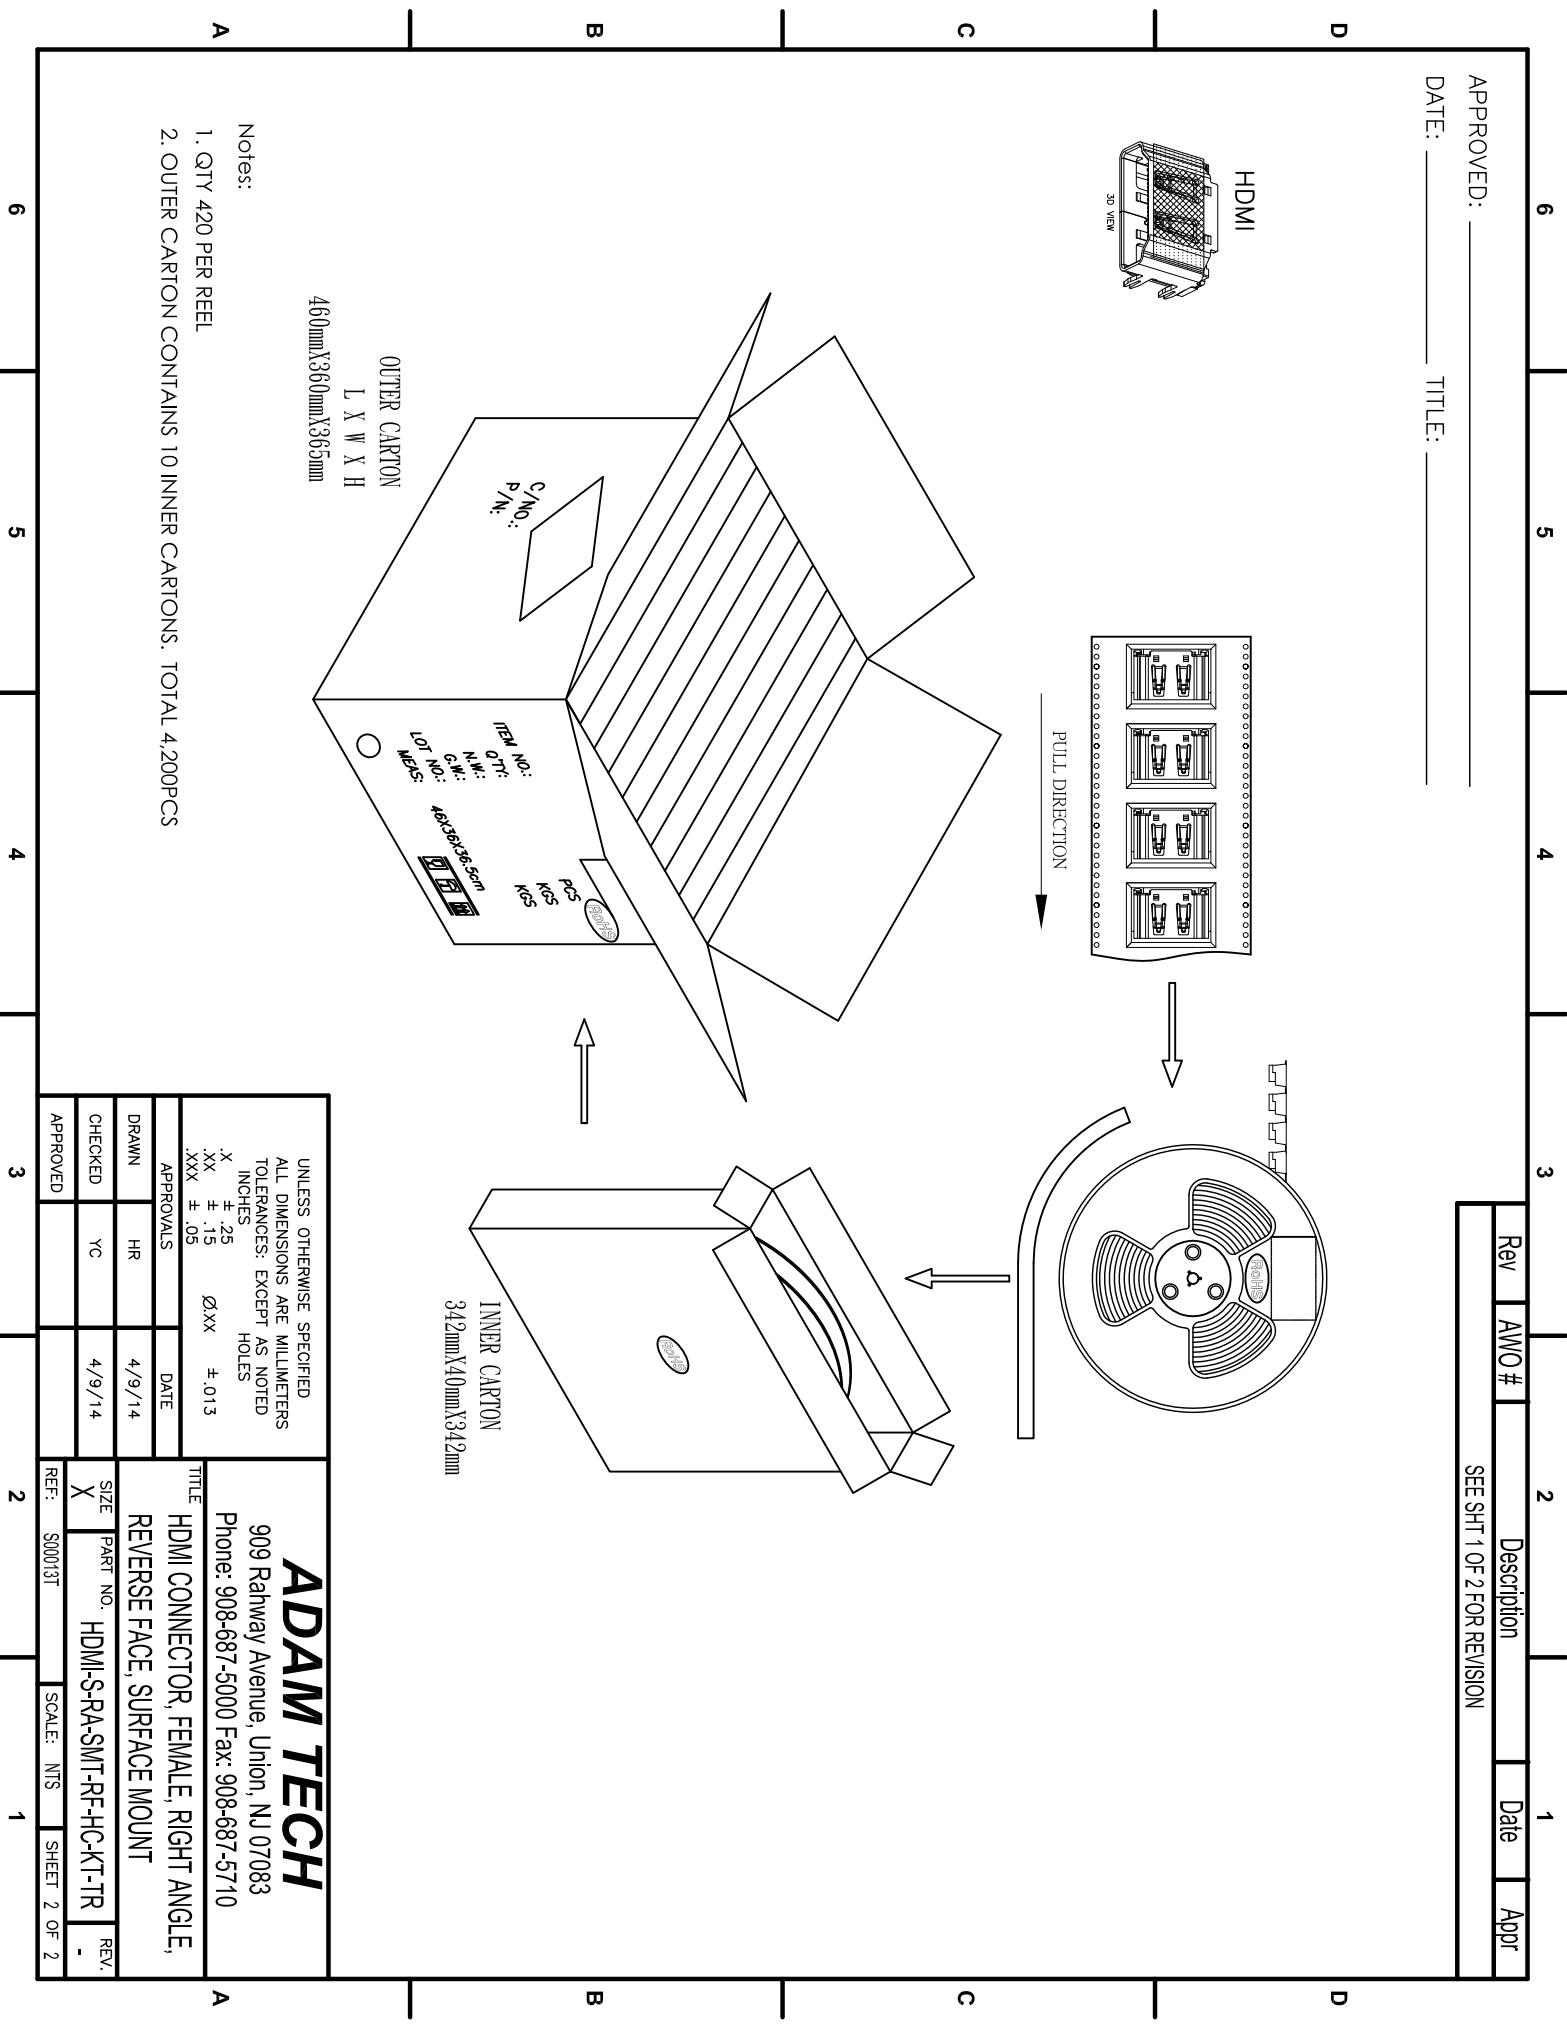 6
5
4
3
2
1
D
D
APPROVED:
DATE: TITLE:
Rev AWO # Description Date Appr
SEE SHT 1 OF 2 FOR REVISION
HDMI
3D VIEW
PULL DIRECTION
RoHS
C
C
B
B
C/NO.:
P/N:
ITEM NO.:
Q'TY: PCS
N.W.: KGS
G.W.: KGS
LOT NO.:
MEAS: 46X36X36.5cm
RoHS
RoHS
OUTER CARTON
L X W X H
460mmX360mmX365mm
INNER CARTON
342mmX40mmX342mm
Notes:
1. QTY 420 PER REEL
2. OUTER CARTON CONTAINS 10 INNER CARTONS. TOTAL 4,200PCS
UNLESS OTHERWISE SPECIFIED
ALL DIMENSIONS ARE MILLIMETERS
TOLERANCES: EXCEPT AS NOTED
INCHES HOLES
.X ± .25
.XX ± .15 Ø.XX ±.013
.XXX ± .05
APPROVALS DATE
DRAWN HR 4/9/14
CHECKED YC 4/9/14
APPROVED
ADAM TECH
909 Rahway Avenue, Union, NJ 07083
Phone: 908-687-5000 Fax: 908-687-5710
TITLE
HDMI CONNECTOR, FEMALE, RIGHT ANGLE,
REVERSE FACE, SURFACE MOUNT
SIZE
X
PART NO. HDMI-S-RA-SMT-RF-HC-KT-TR
REV.
-
REF: S00013T SCALE: NTS SHEET 2 OF 2
A
A
6
5
4
3
2
1